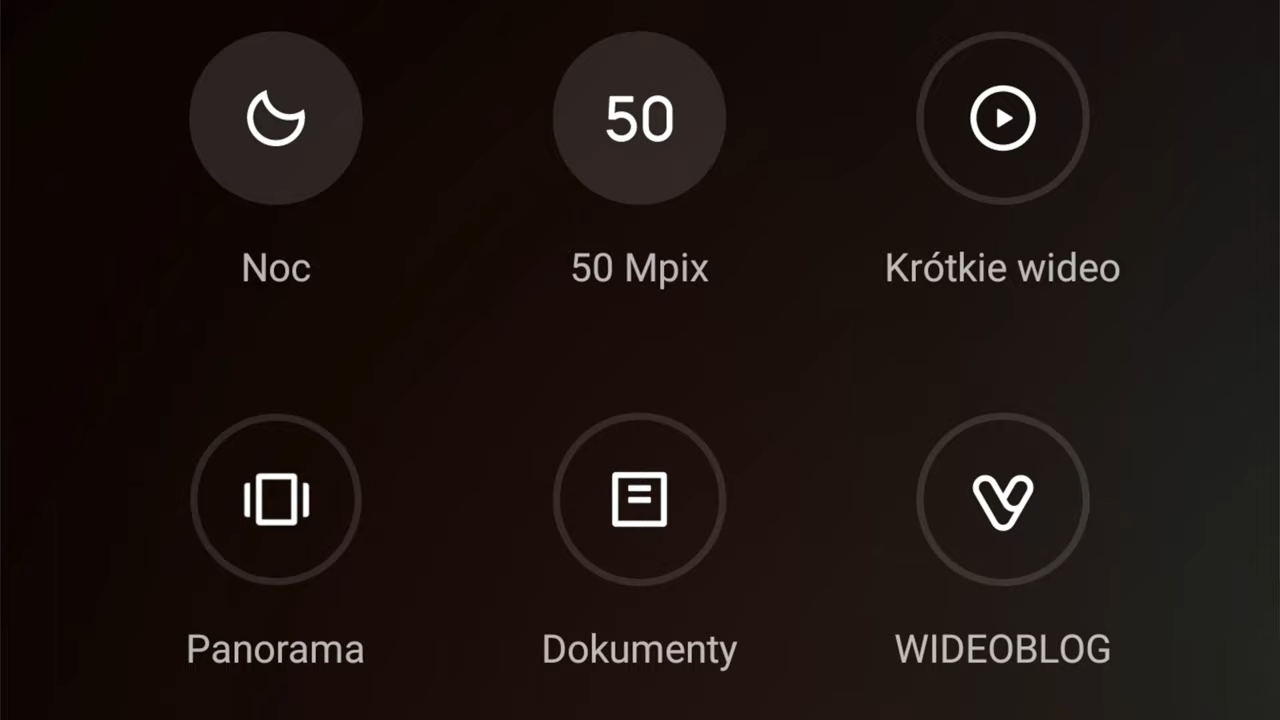 50
Noc
50 Mpix
Krótkie wideo
Panorama
Dokumenty
WIDEOBLOG